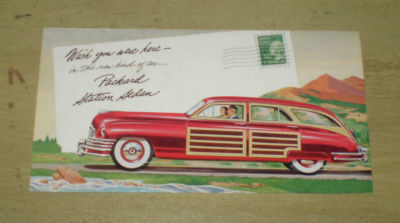 Wish you were here —
in this new kind of car...
Packard
Station Sedan